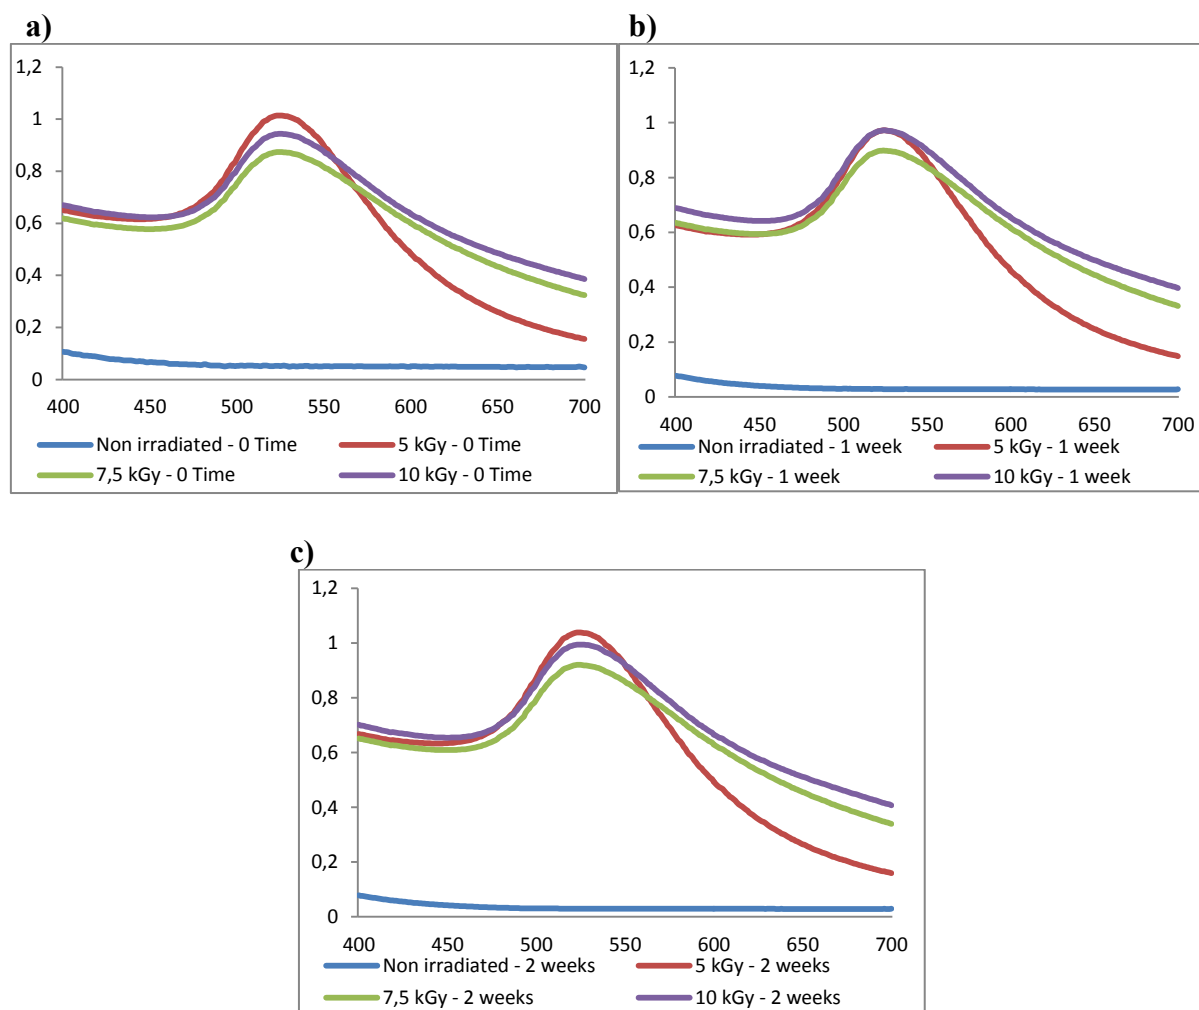 a)
1,2
1
0,8
0,6
0,4
0,2
0
400 450 500 550 600 650 700
Non irradiated - 0 Time 5 kGy - 0 Time
7,5 kGy - 0 Time 10 kGy - 0 Time
b)
1,2
1
0,8
0,6
0,4
0,2
0
400 450 500 550 600 650 700
Non irradiated - 1 week 5 kGy - 1 week
7,5 kGy - 1 week 10 kGy - 1 week
c)
1,2
1
0,8
0,6
0,4
0,2
0
400 450 500 550 600 650 700
Non irradiated - 2 weeks 5 kGy - 2 weeks
7,5 kGy - 2 weeks 10 kGy - 2 weeks